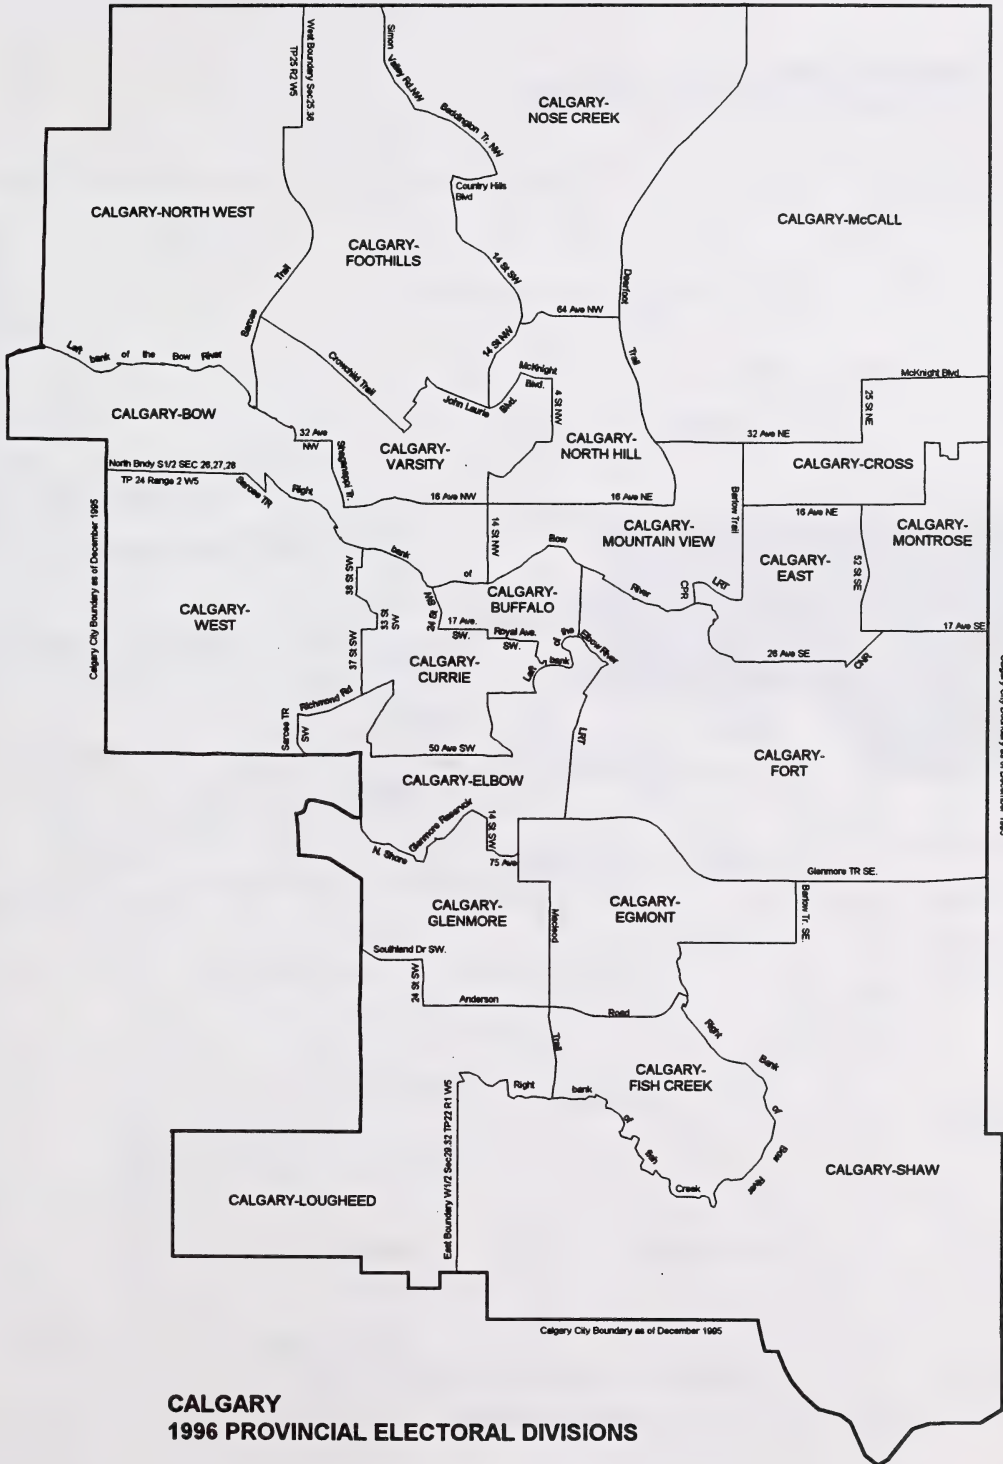 West Boundary Sec.25.36
TP25 R2 W5
Simon
Valley Rd.NW
Beddington Tr. NW
CALGARY-
NOSE CREEK
Country Hills
Blvd
CALGARY-NORTH WEST
CALGARY-McCALL
CALGARY-
FOOTHILLS
14 St SW
Sarcee
Trail
64 Ave NW
Deerfoot
Trail
14 St NW
Crowchild Trail
Left bank of the Bow River
McKnight
Blvd.
4 St NW
John Laurie Blvd.
McKnight Blvd.
25 St NE
CALGARY-BOW
32 Ave
NW
Shaganappi Tr.
CALGARY-
VARSITY
CALGARY-
NORTH HILL
32 Ave NE
CALGARY-CROSS
North Bndy S1/2 SEC 26,27,28
TP 24 Range 2 W5
Sarcee TR
Right
bank
of
Bow
River
16 Ave NW
16 Ave NE
Barlow Trail
16 Ave NE
14 St NW
CALGARY-
MOUNTAIN VIEW
CALGARY-
MONTROSE
CALGARY-
EAST
52 St SE
CPR
LRT
Calgary City Boundary as of December 1995
38 St SW
33 St
SW
37 St SW
24 St SW
CALGARY-
BUFFALO
17 Ave.
SW.
Royal Ave.
SW.
Left
bank
of
the
Elbow River
CALGARY-
WEST
CALGARY-
CURRIE
17 Ave SE
26 Ave SE
CNR
Richmond Rd
Sarcee TR
SW
LRT
50 Ave SW
CALGARY-
FORT
Calgary City Boundary as of December 1995
CALGARY-ELBOW
N. Shore Glenmore Reservoir
14 St SW
75 Ave
Glenmore TR SE.
CALGARY-
GLENMORE
Macleod
Trail
CALGARY-
EGMONT
Barlow Tr. SE.
Southland Dr SW.
24 St SW
Anderson
Road
Right
Bank
of
Bow
River
CALGARY-
FISH CREEK
Right
bank
of
fish
Creek
East Boundary W1/2 Sec29.32 TP22 R1 W5
CALGARY-SHAW
CALGARY-LOUGHEED
Calgary City Boundary as of December 1995
CALGARY
1996 PROVINCIAL ELECTORAL DIVISIONS